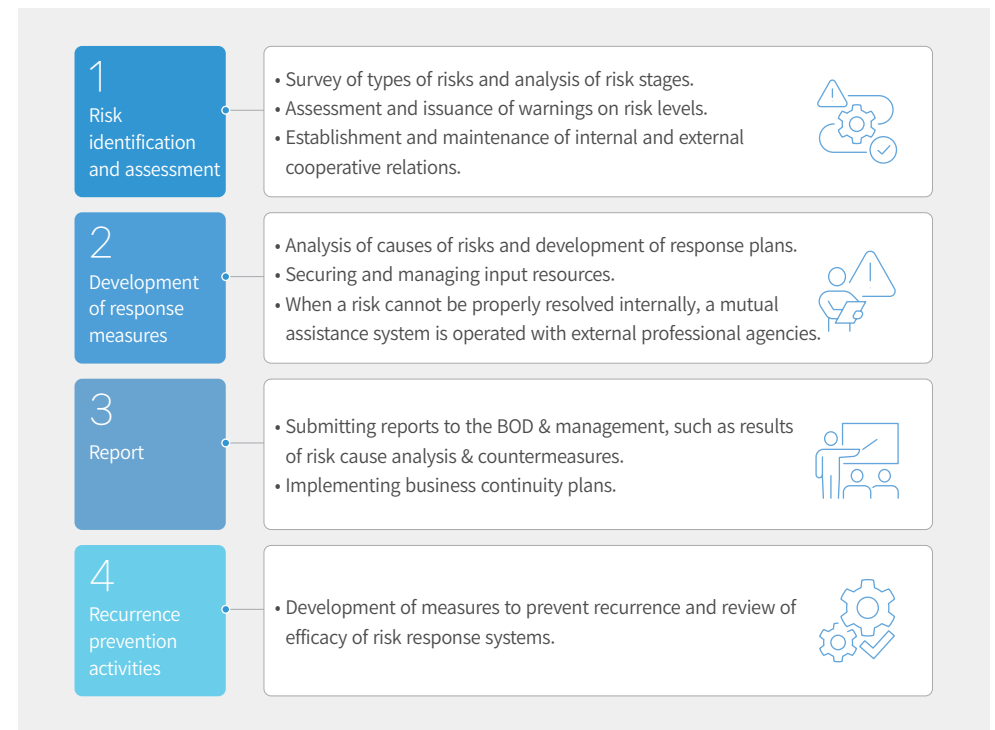 1
Risk
identification
and assessment
• Survey of types of risks and analysis of risk stages.
• Assessment and issuance of warnings on risk levels.
• Establishment and maintenance of internal and external
cooperative relations.
2
Development
of response
measures
• Analysis of causes of risks and development of response plans.
• Securing and managing input resources.
• When a risk cannot be properly resolved internally, a mutual
assistance system is operated with external professional agencies.
3
Report
• Submitting reports to the BOD & management, such as results
of risk cause analysis & countermeasures.
• Implementing business continuity plans.
4
Recurrence
prevention
activities
• Development of measures to prevent recurrence and review of
efficacy of risk response systems.